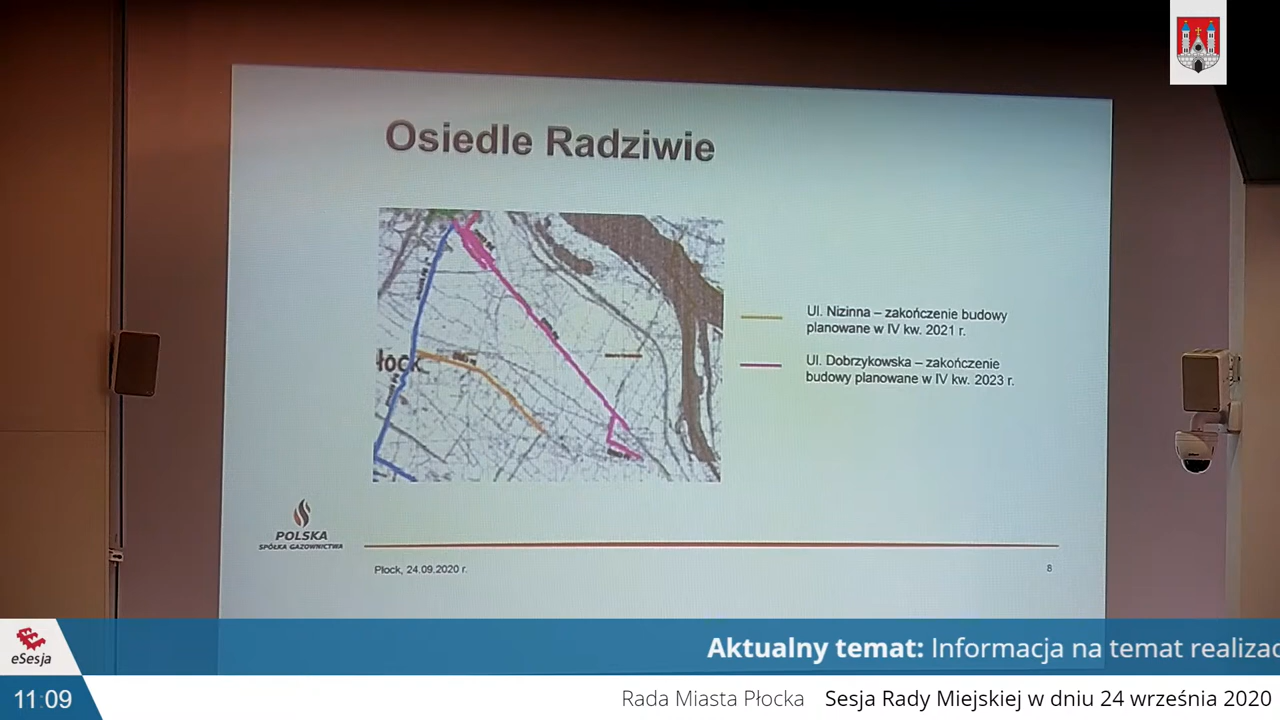 Osiedle Radziwie
łock
Ul. Nizinna – zakończenie budowy
planowane w IV kw. 2021 r.
Ul. Dobrzykowska – zakończenie
budowy planowane w IV kw. 2023 r.
POLSKA
SPÓŁKA GAZOWNICTWA
Płock, 24.09.2020 r.
8
Aktualny temat: Informacja na temat realizac
eSesja
11:09
Rada Miasta Płocka Sesja Rady Miejskiej w dniu 24 września 2020